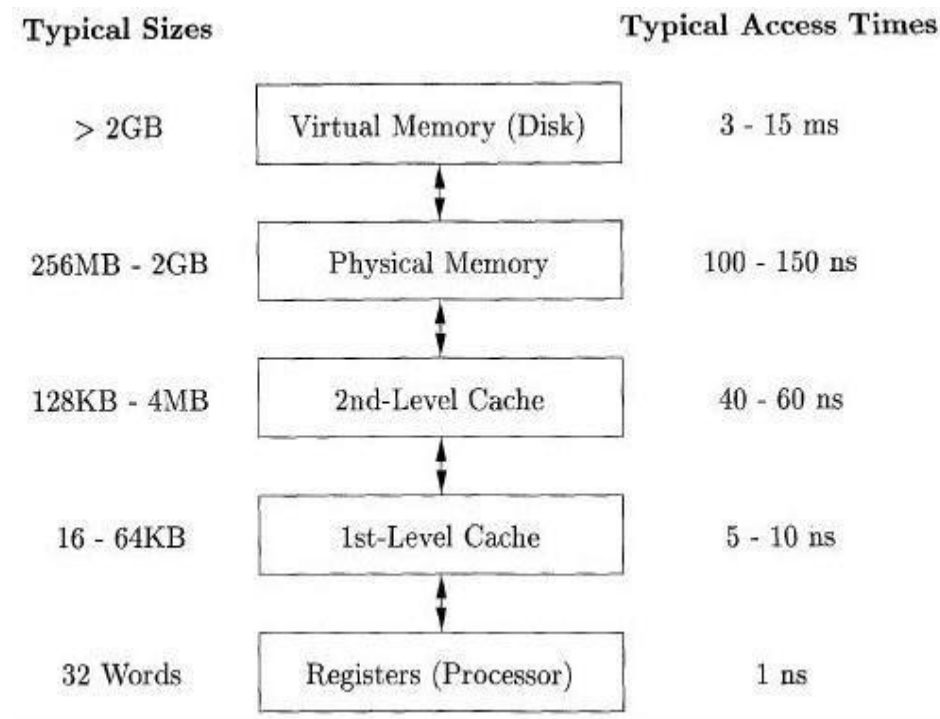 Typical Sizes Typical Access Times
> 2GB Virtual Memory (Disk) 3 - 15 ms
256MB - 2GB Physical Memory 100 - 150 ns
128KB - 4MB 2nd-Level Cache 40 - 60 ns
16 - 64KB 1st-Level Cache 5 - 10 ns
32 Words Registers (Processor) 1 ns